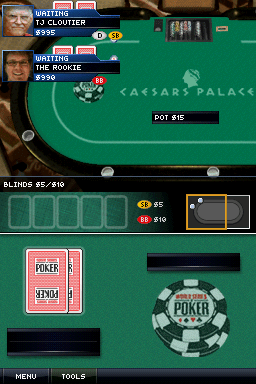 WAITING
TJ CLOUTIER
$995
D
SB
WAITING
THE ROOKIE
$990
BB
CAESARS PALACE
POT $15
BLINDS $5/$10
SB $5
BB $10
POKER
POKER
WORLD SERIES
POKER
MENU
TOOLS